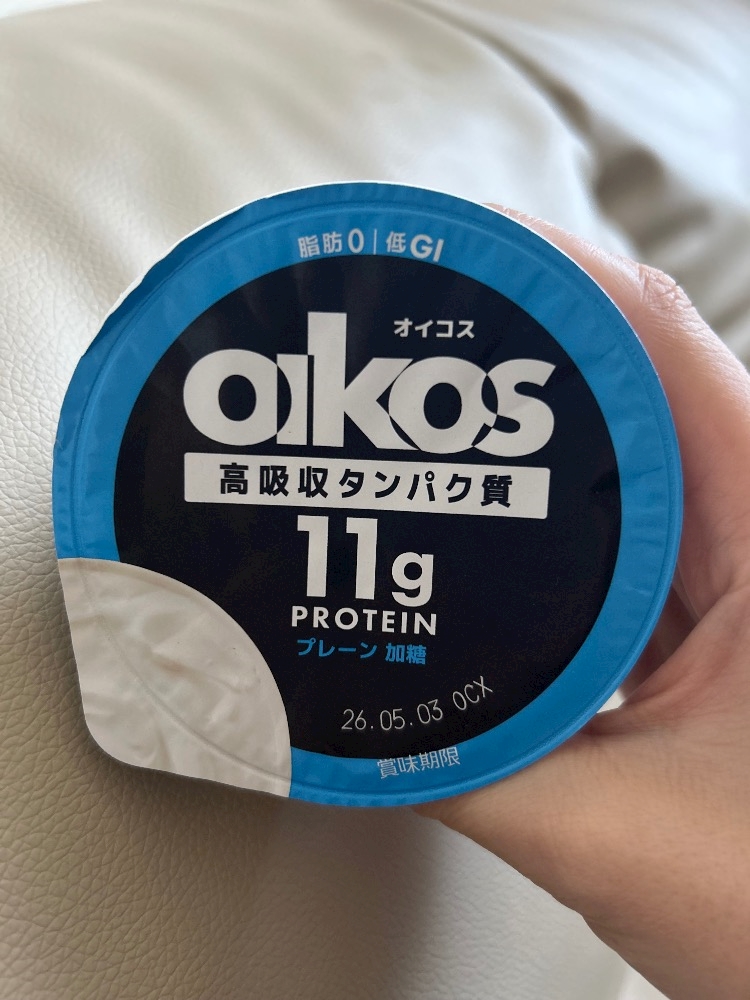 脂肪0|低GI
オイコス
oikos
高吸収タンパク質
11g
PROTEIN
プレーン 加糖
26.05.03 OCX
賞味期限